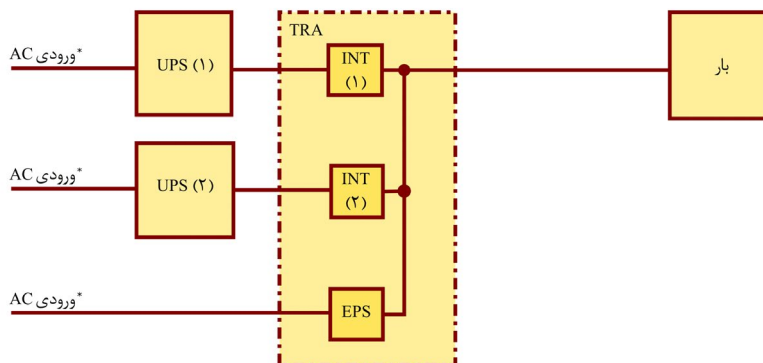 TRA
*ورودی AC
UPS (۱)
INT
(۱)
بار
*ورودی AC
UPS (۲)
INT
(۲)
*ورودی AC
EPS